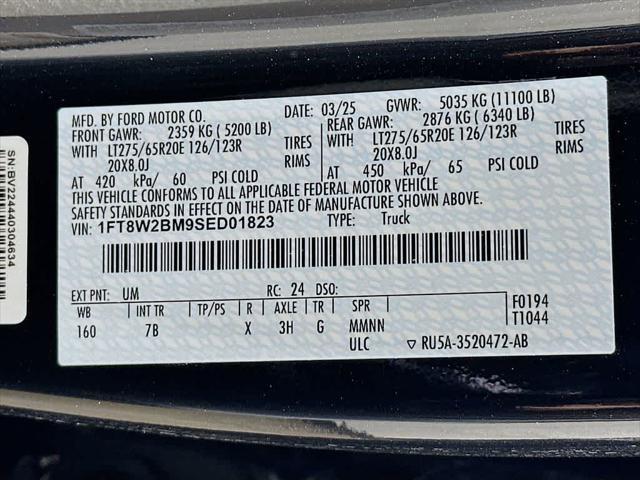 MFD. BY FORD MOTOR CO. DATE: 03/25 GVWR: 5035 KG (11100 LB)
FRONT GAWR: 2359 KG ( 5200 LB) REAR GAWR: 2876 KG ( 6340 LB)
WITH LT275/65R20E 126/123R TIRES WITH LT275/65R20E 126/123R TIRES
20X8.0J RIMS 20X8.0J RIMS
AT 420 kPa/ 60 PSI COLD AT 450 kPa/ 65 PSI COLD
THIS VEHICLE CONFORMS TO ALL APPLICABLE FEDERAL MOTOR VEHICLE
SAFETY STANDARDS IN EFFECT ON THE DATE OF MANUFACTURE SHOWN ABOVE.
VIN: 1FT8W2BM9SED01823 TYPE: Truck
EXT PNT: UM RC: 24 DSO:
WB INT TR TP/PS R AXLE TR SPR F0194
160 7B X 3H G MMNN T1044
ULC ▽ RU5A-3520472-AB
SN:BV224440304634